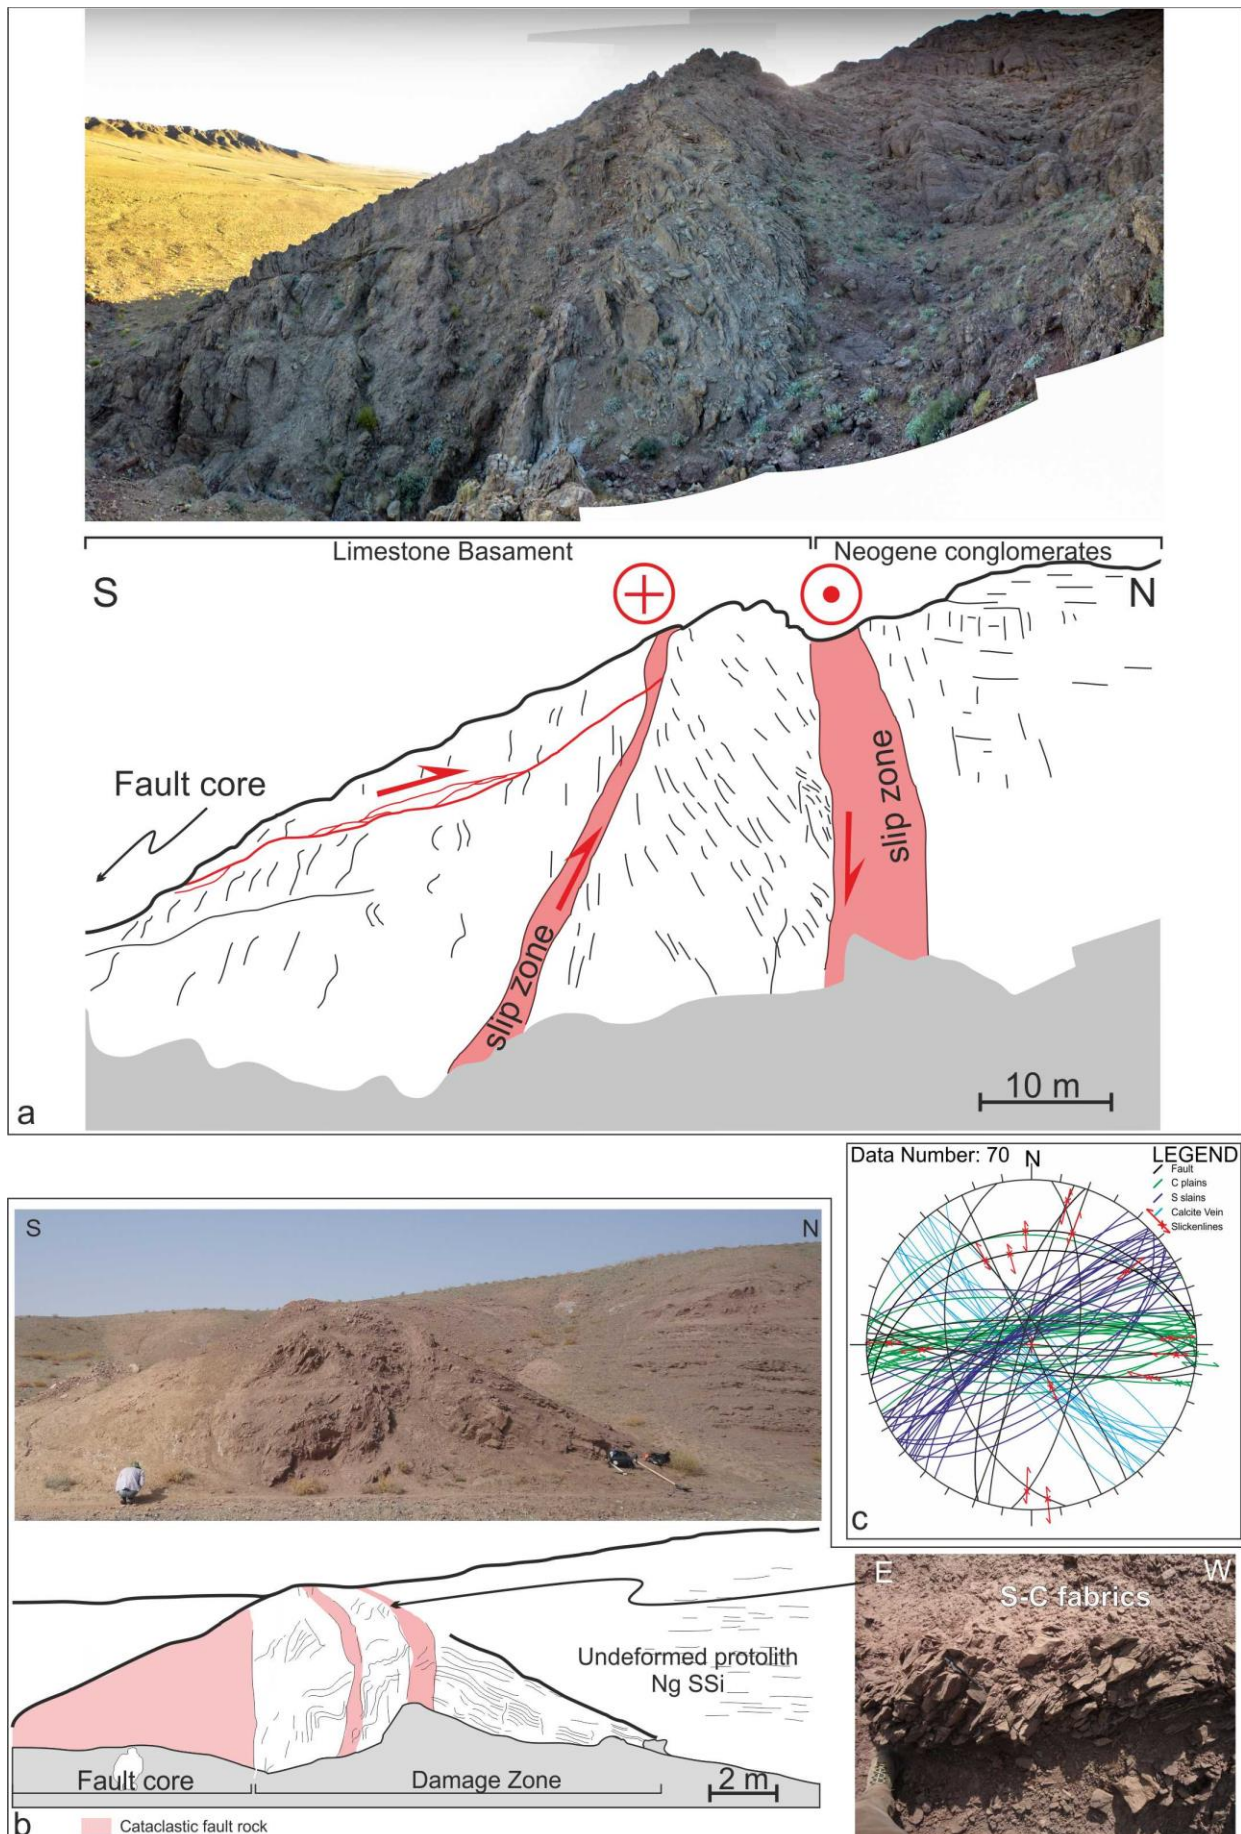 Limestone Basament
Neogene conglomerates
S
N
Fault core
slip zone
slip zone
10 m
a
Data Number: 70
N
LEGEND
Fault
C plains
S slains
Calcite Vein
Slickenlines
c
S
N
Undeformed protolith
Ng SSi
Fault core
Damage Zone
2 m
b
Cataclastic fault rock
E
W
S-C fabrics